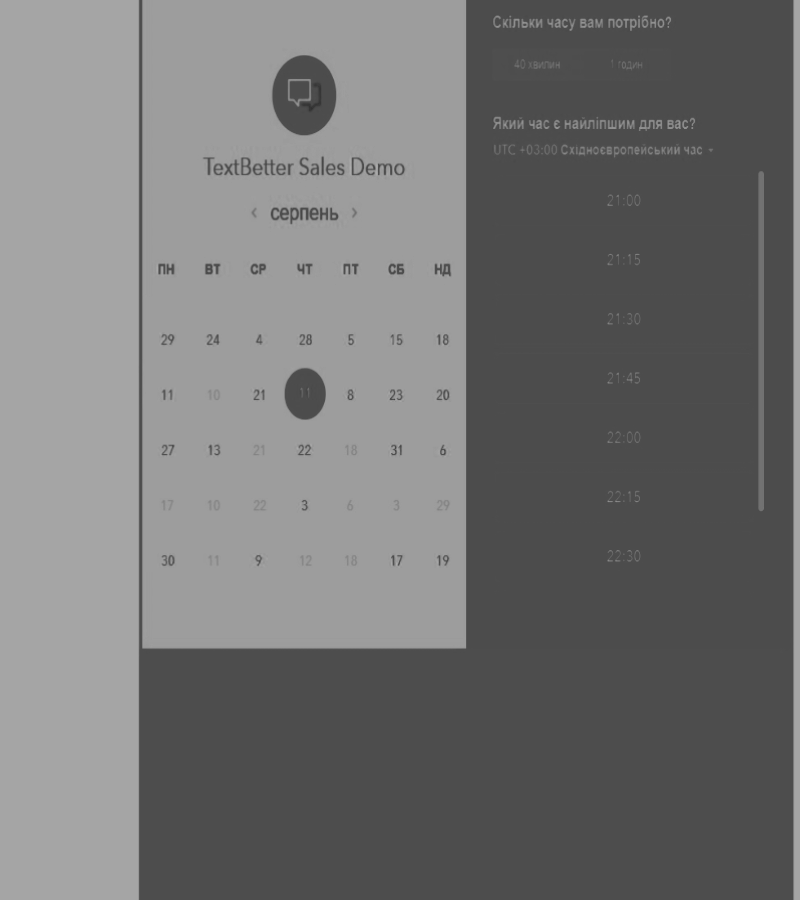 TextBetter Sales Demo
‹ серпень ›
ПН ВТ СР ЧТ ПТ СБ НД
29 24 4 28 5 15 18
11 10 21 11 8 23 20
27 13 21 22 18 31 6
17 10 22 3 6 3 29
30 11 9 12 18 17 19
Скільки часу вам потрібно?
40 хвилин 1 годин
Який час є найліпшим для вас?
UTC +03:00 Східноєвропейський час
21:00
21:15
21:30
21:45
22:00
22:15
22:30